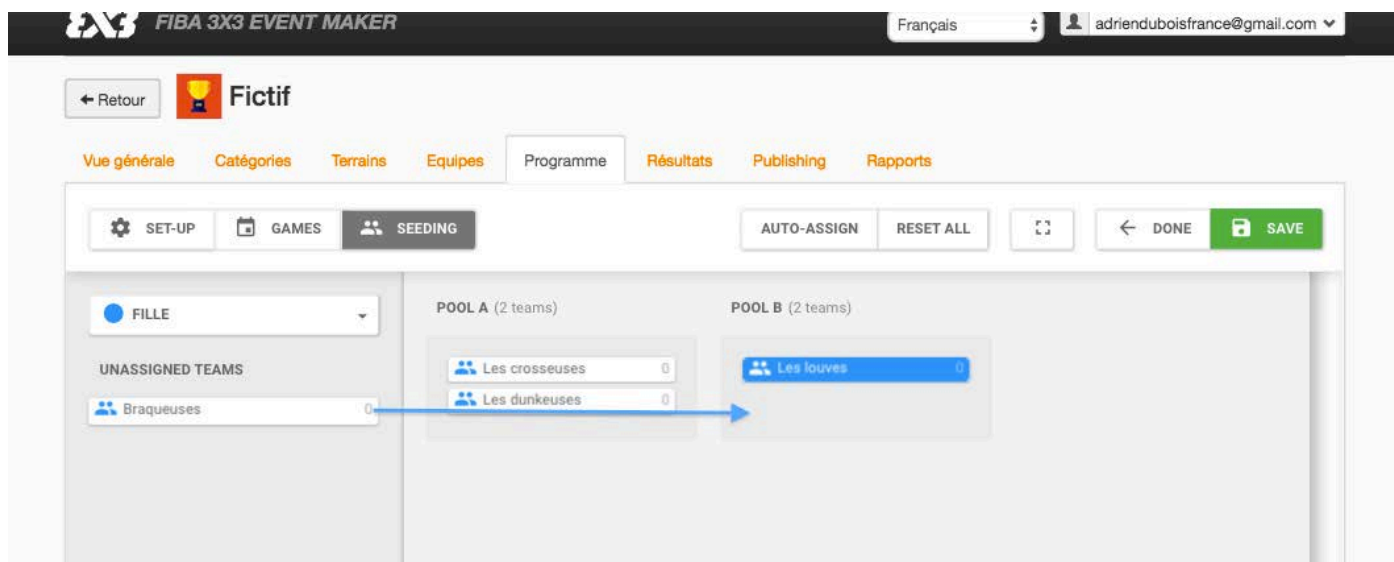 3X3 FIBA 3X3 EVENT MAKER Français adrienduboisfrance@gmail.com
Retour Fictif
Vue générale Catégories Terrains Equipes Programme Résultats Publishing Rapports
SET-UP GAMES SEEDING AUTO-ASSIGN RESET ALL DONE SAVE
FILLE POOL A (2 teams) POOL B (2 teams)
UNASSIGNED TEAMS Les crosseuses 0 Les louves 0
Braqueuses 0 Les dunkeuses 0